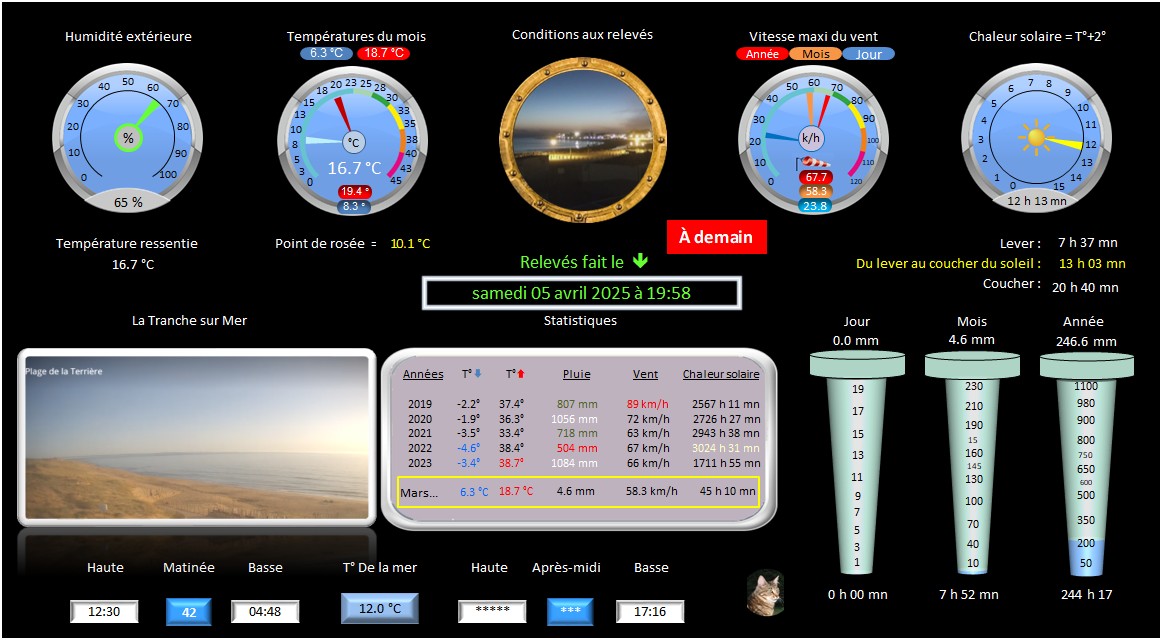 Humidité extérieure
Températures du mois
Conditions aux relevés
Vitesse maxi du vent
Chaleur solaire = T°+2°
6.3 °C 18.7 °C
Année Mois Jour
0 10 20 30 40 50 60 70 80 90 100
%
65 %
0 3 5 8 10 13 15 18 20 23 25 28 30 33 35 38 40 43 45
°C
16.7 °C
19.4 °
8.3 °
0 10 20 30 40 50 60 70 80 90 100 110 120
k/h
67.7
58.3
23.8
0 1 2 3 4 5 6 7 8 9 10 11 12 13 14 15
12 h 13 mn
Température ressentie
16.7 °C
Point de rosée = 10.1 °C
À demain
Relevés fait le
samedi 05 avril 2025 à 19:58
Lever : 7 h 37 mn
Du lever au coucher du soleil : 13 h 03 mn
Coucher : 20 h 40 mn
La Tranche sur Mer
Plage de la Terrière
Statistiques
Années T° T° Pluie Vent Chaleur solaire
2019 -2.2° 37.4° 807 mm 89 km/h 2567 h 11 mn
2020 -1.9° 36.3° 1056 mm 72 km/h 2726 h 27 mn
2021 -3.5° 33.4° 718 mm 63 km/h 2943 h 38 mn
2022 -4.6° 38.4° 504 mm 67 km/h 3024 h 31 mn
2023 -3.4° 38.7° 1084 mm 66 km/h 1711 h 55 mn
Mars... 6.3 °C 18.7 °C 4.6 mm 58.3 km/h 45 h 10 mn
Jour
0.0 mm
19
17
15
13
11
9
7
5
3
1
0 h 00 mn
Mois
4.6 mm
230
210
190
15
160
145
130
100
70
40
10
7 h 52 mn
Année
246.6 mm
1100
980
900
800
750
650
600
500
350
200
50
244 h 17
Haute Matinée Basse
12:30 42 04:48
T° De la mer
12.0 °C
Haute Après-midi Basse
***** *** 17:16